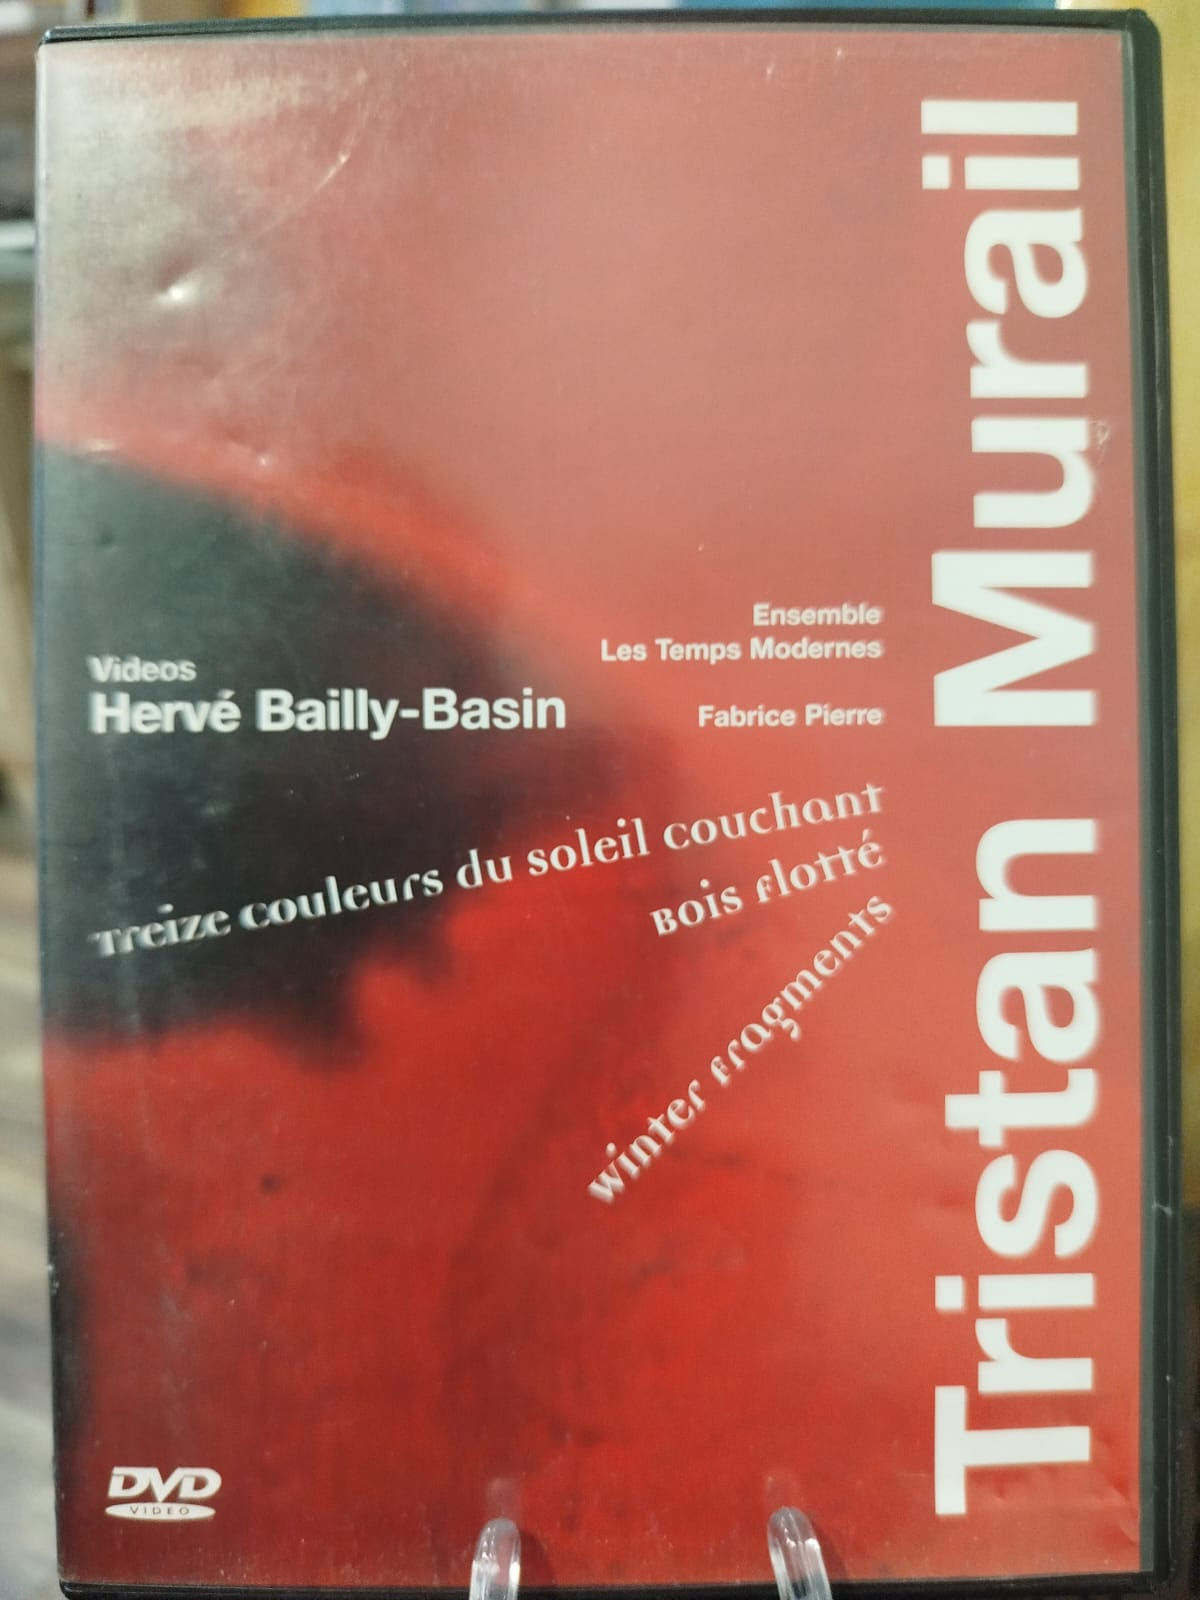 Tristan Murail
Ensemble
Les Temps Modernes
Fabrice Pierre
Videos
Hervé Bailly-Basin
Treize couleurs du soleil couchant
Bois flotté
winter fragments
DVD
VIDEO